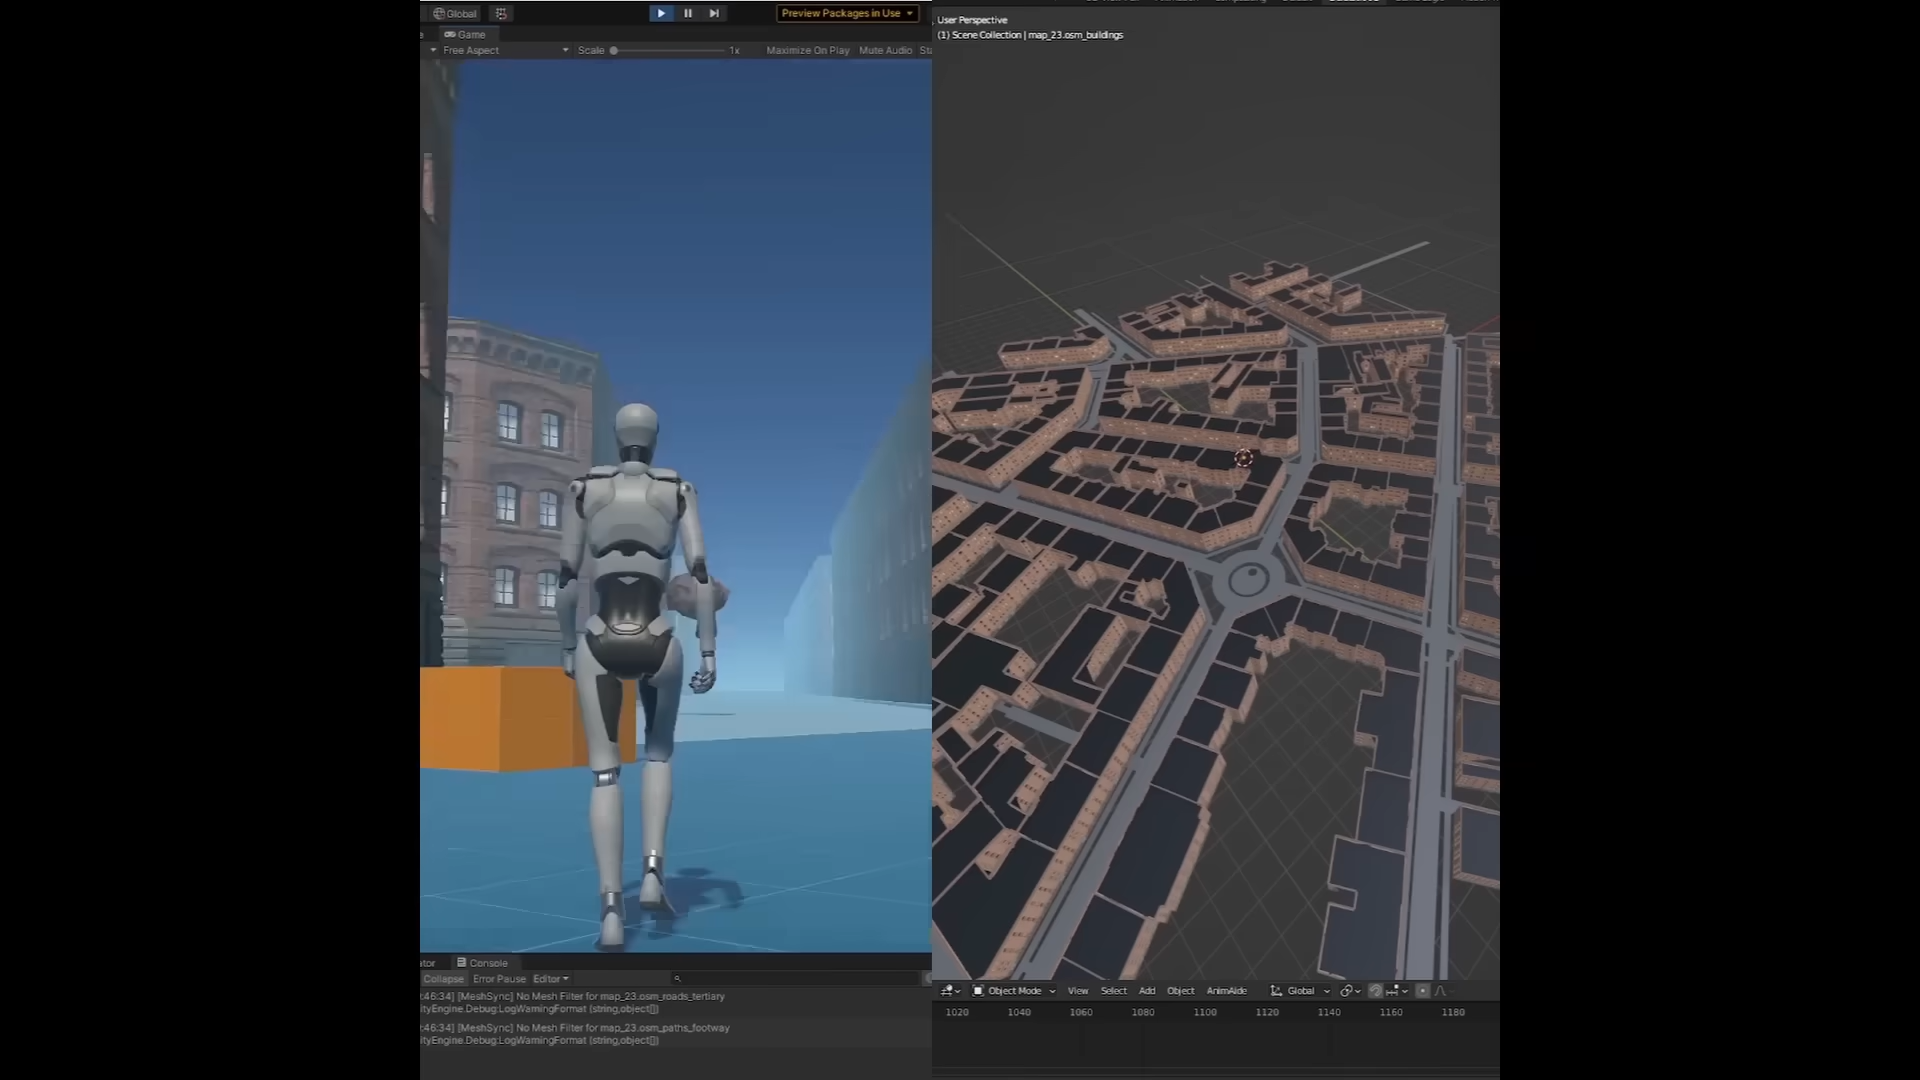 Global
Preview Packages in Use
Game
Free Aspect
Scale
1x
Maximize On Play
Mute Audio
Console
Collapse
Error Pause
Editor
:46:34] [MeshSync] No Mesh Filter for map_23.osm_roads_tertiary
ityEngine.Debug:LogWarningFormat (string,object[])
:46:34] [MeshSync] No Mesh Filter for map_23.osm_paths_footway
ityEngine.Debug:LogWarningFormat (string,object[])
User Perspective
(1) Scene Collection | map_23.osm_buildings
Object Mode
View
Select
Add
Object
AnimAide
Global
1020 1040 1060 1080 1100 1120 1140 1160 1180